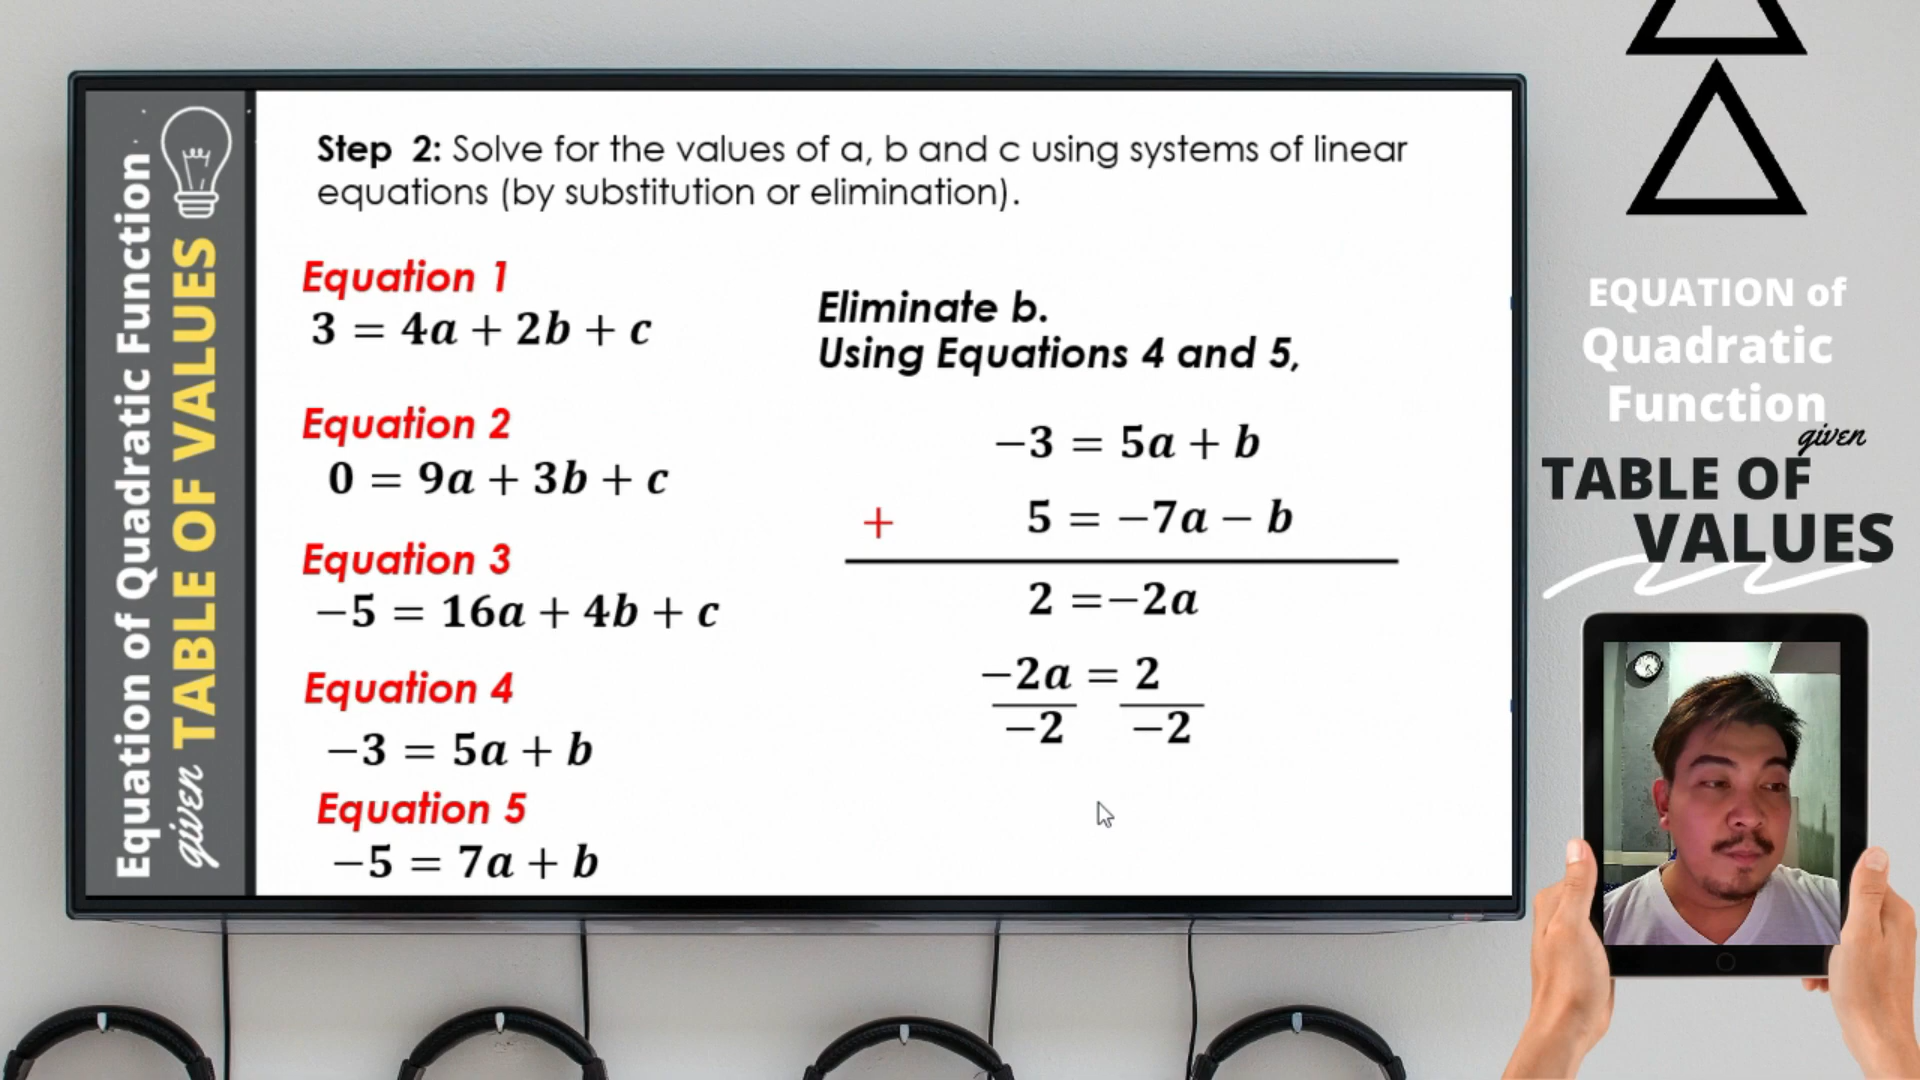 Equation of Quadratic Function
given TABLE OF VALUES
Step 2: Solve for the values of a, b and c using systems of linear
equations (by substitution or elimination).
Equation 1
3 = 4a + 2b + c
Equation 2
0 = 9a + 3b + c
Equation 3
−5 = 16a + 4b + c
Equation 4
−3 = 5a + b
Equation 5
−5 = 7a + b
Eliminate b.
Using Equations 4 and 5,
−3 = 5a + b
+ 5 = −7a − b
2 =−2a
−2a = 2
−2 −2
EQUATION of
Quadratic
Function
given
TABLE OF
VALUES